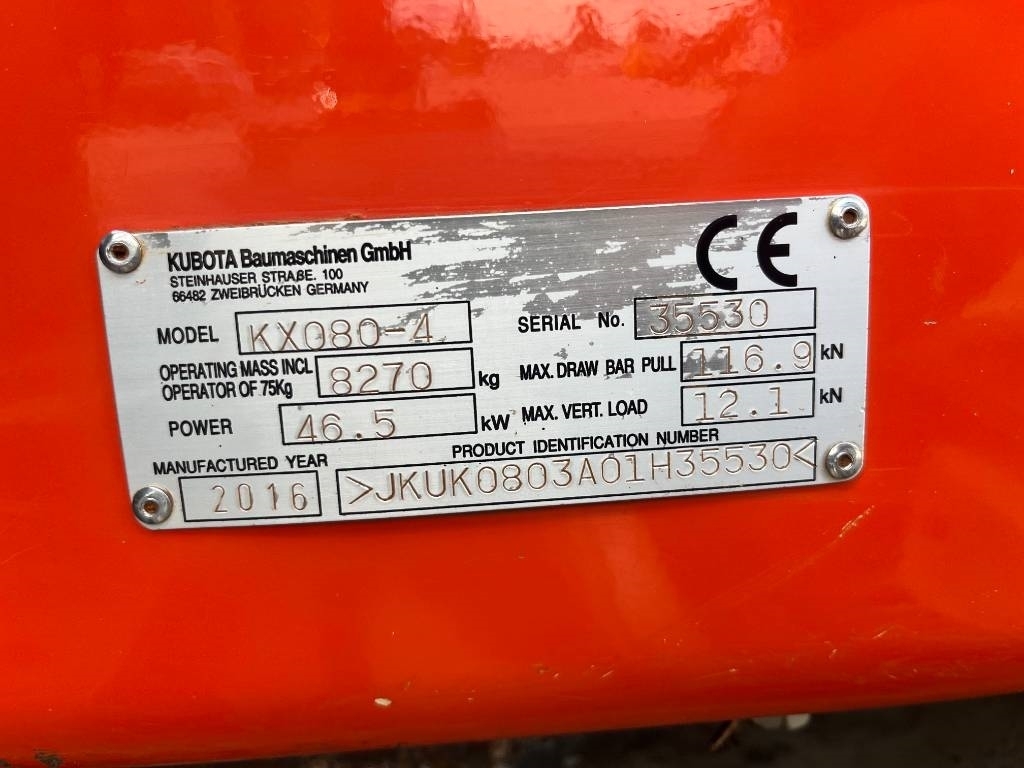 KUBOTA Baumaschinen GmbH
STEINHAUSER STRAßE. 100
66482 ZWEIBRÜCKEN GERMANY
CE
MODEL KX080-4
SERIAL No. 35530
OPERATING MASS INCL
OPERATOR OF 75Kg 8270 kg
MAX. DRAW BAR PULL 116.9 kN
POWER 46.5 kW
MAX. VERT. LOAD 12.1 kN
MANUFACTURED YEAR
2016
PRODUCT IDENTIFICATION NUMBER
>JKUK0803A01H35530<